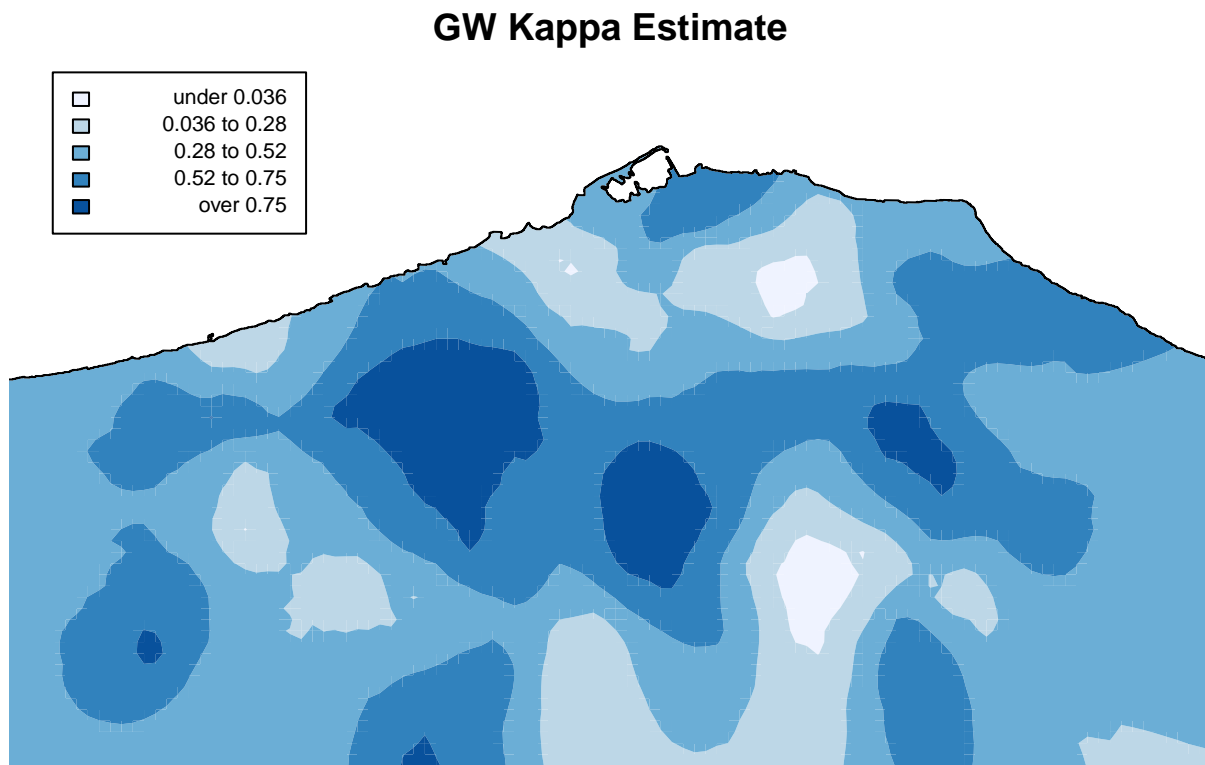 GW Kappa Estimate
under 0.036
0.036 to 0.28
0.28 to 0.52
0.52 to 0.75
over 0.75